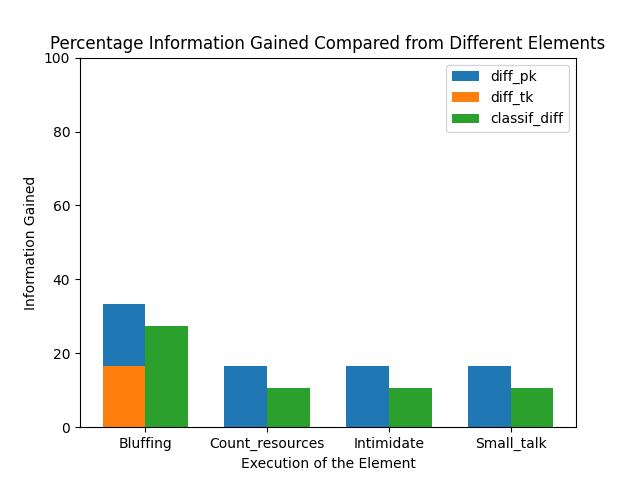 Percentage Information Gained Compared from Different Elements
100
80
60
40
20
0
Information Gained
diff_pk
diff_tk
classif_diff
Bluffing
Count_resources
Intimidate
Small_talk
Execution of the Element